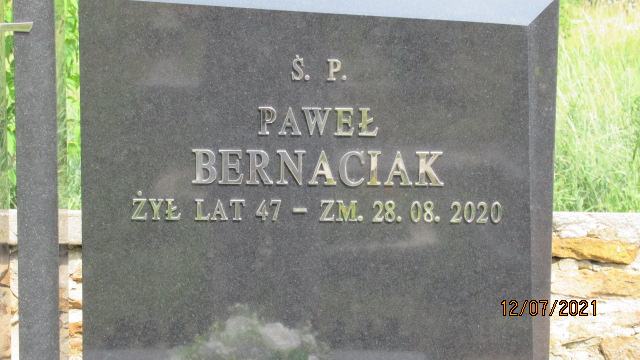 Ś. P.
PAWEŁ
BERNACIAK
ŻYŁ LAT 47 – ZM. 28. 08. 2020
12/07/2021